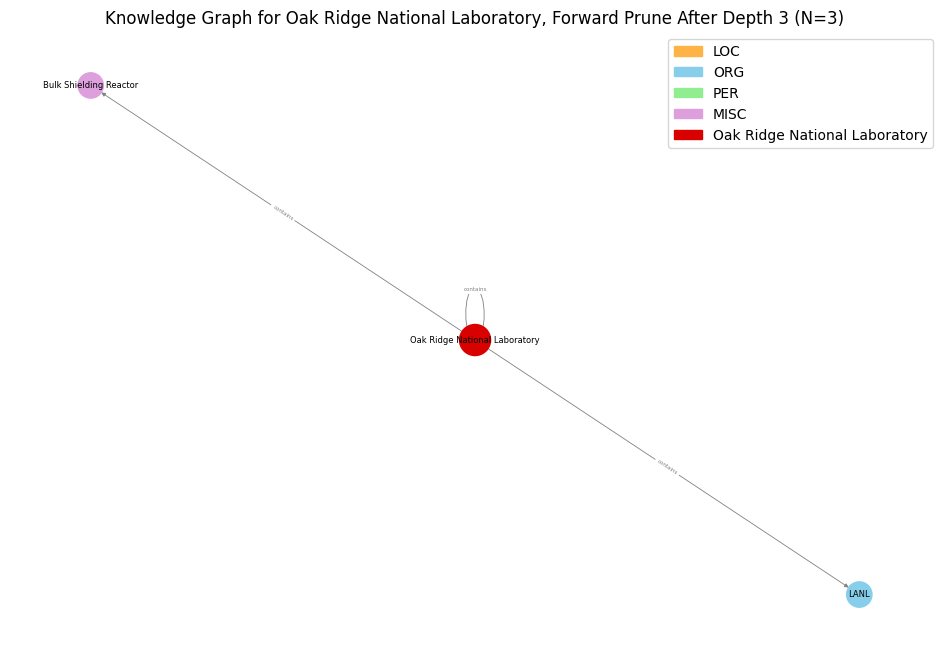 Knowledge Graph for Oak Ridge National Laboratory, Forward Prune After Depth 3 (N=3)
LOC
ORG
PER
MISC
Oak Ridge National Laboratory
Bulk Shielding Reactor
contains
contains
Oak Ridge National Laboratory
contains
LANL